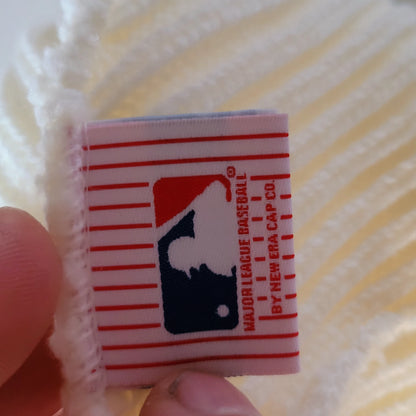 MAJOR LEAGUE BASEBALL®
BY NEW ERA CAP CO.